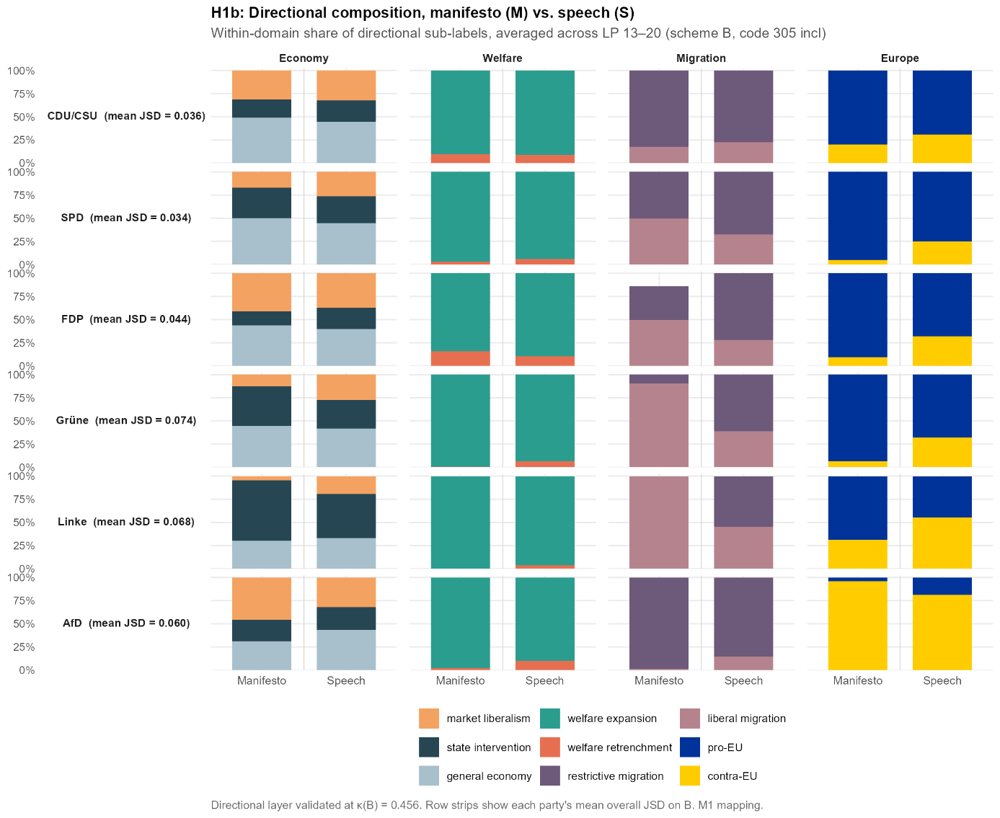 H1b: Directional composition, manifesto (M) vs. speech (S)
Within-domain share of directional sub-labels, averaged across LP 13–20 (scheme B, code 305 incl)
Economy Welfare Migration Europe
100%
75%
CDU/CSU (mean JSD = 0.036)
50%
25%
0%
100%
75%
SPD (mean JSD = 0.034)
50%
25%
0%
100%
75%
FDP (mean JSD = 0.044)
50%
25%
0%
100%
75%
Grüne (mean JSD = 0.074)
50%
25%
0%
100%
75%
Linke (mean JSD = 0.068)
50%
25%
0%
100%
75%
AfD (mean JSD = 0.060)
50%
25%
0%
Manifesto Speech Manifesto Speech Manifesto Speech Manifesto Speech
market liberalism welfare expansion liberal migration
state intervention welfare retrenchment pro-EU
general economy restrictive migration contra-EU
Directional layer validated at κ(B) = 0.456. Row strips show each party's mean overall JSD on B. M1 mapping.